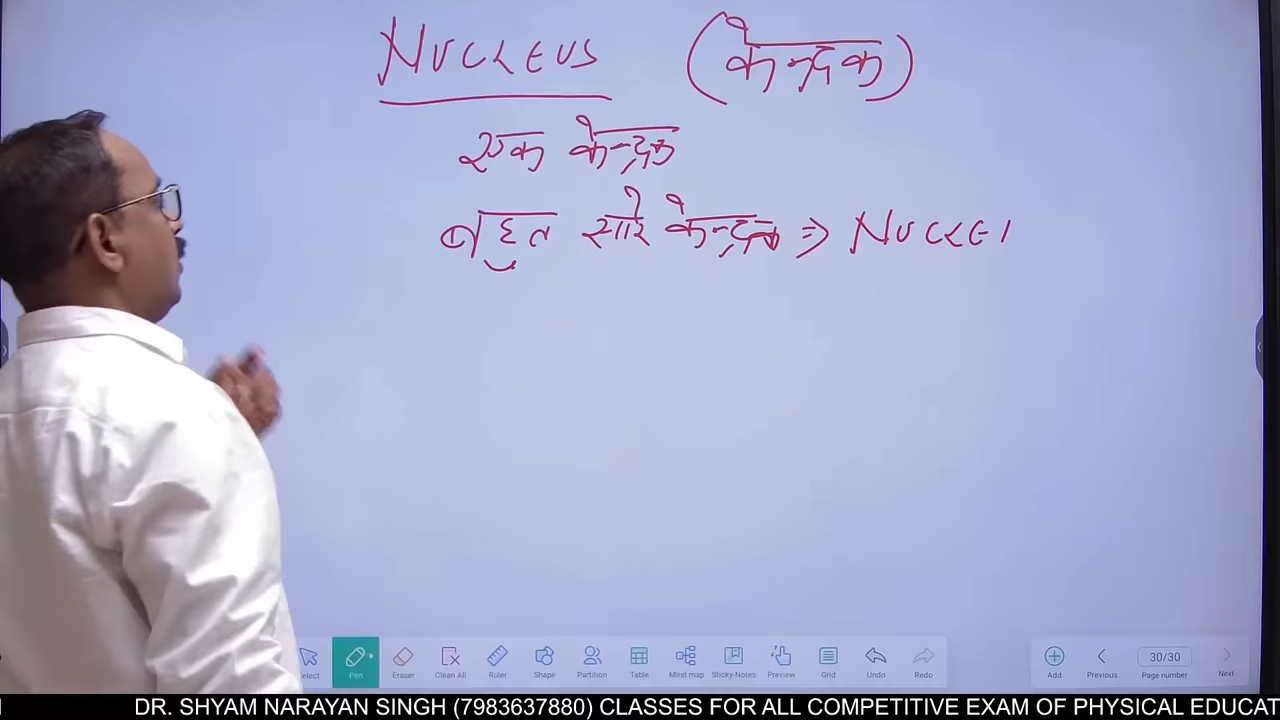 NUCLEUS (केन्द्रक)
एक केन्द्रक
बहुत सारे केन्द्रक ⇒ NUCLEI
elect Pen Eraser Clean All Ruler Shape Partition Table Mind map Sticky-Notes Preview Grid Undo Redo Add Previous 30/30 Page number Next
DR. SHYAM NARAYAN SINGH (7983637880) CLASSES FOR ALL COMPETITIVE EXAM OF PHYSICAL EDUCAT